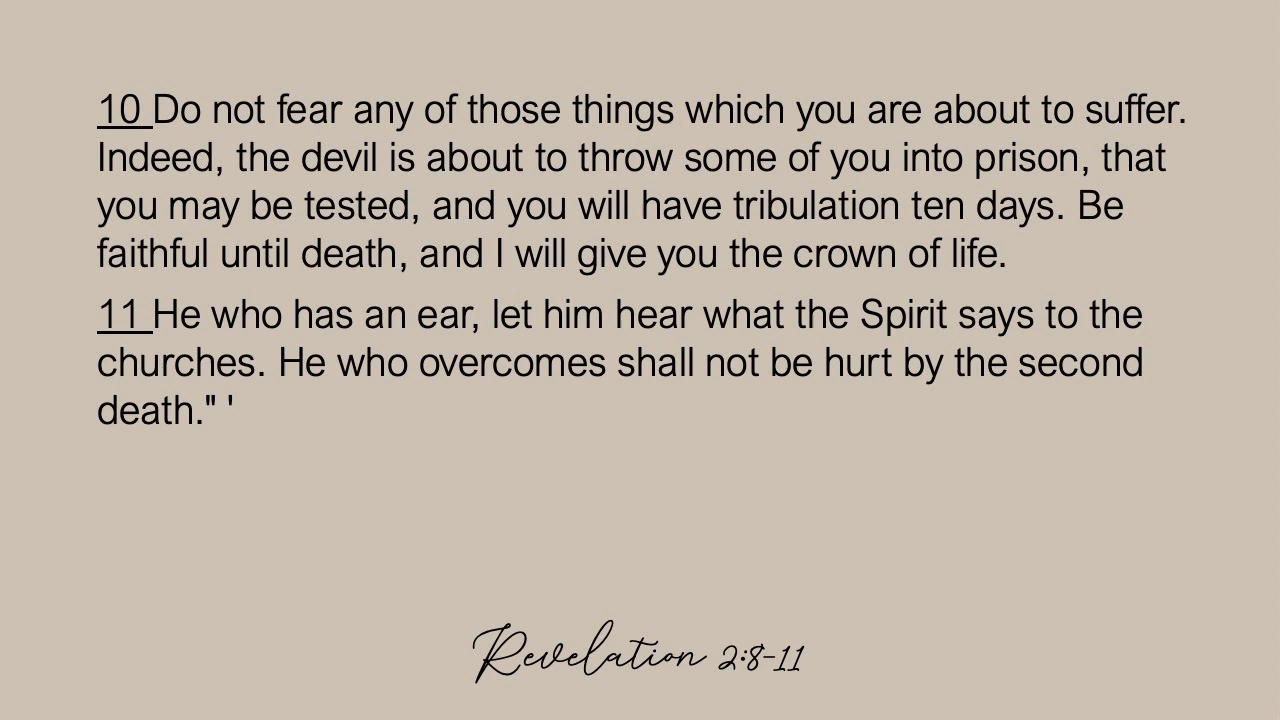 10 Do not fear any of those things which you are about to suffer.
Indeed, the devil is about to throw some of you into prison, that
you may be tested, and you will have tribulation ten days. Be
faithful until death, and I will give you the crown of life.
11 He who has an ear, let him hear what the Spirit says to the
churches. He who overcomes shall not be hurt by the second
death." '
Revelation 2:8-11